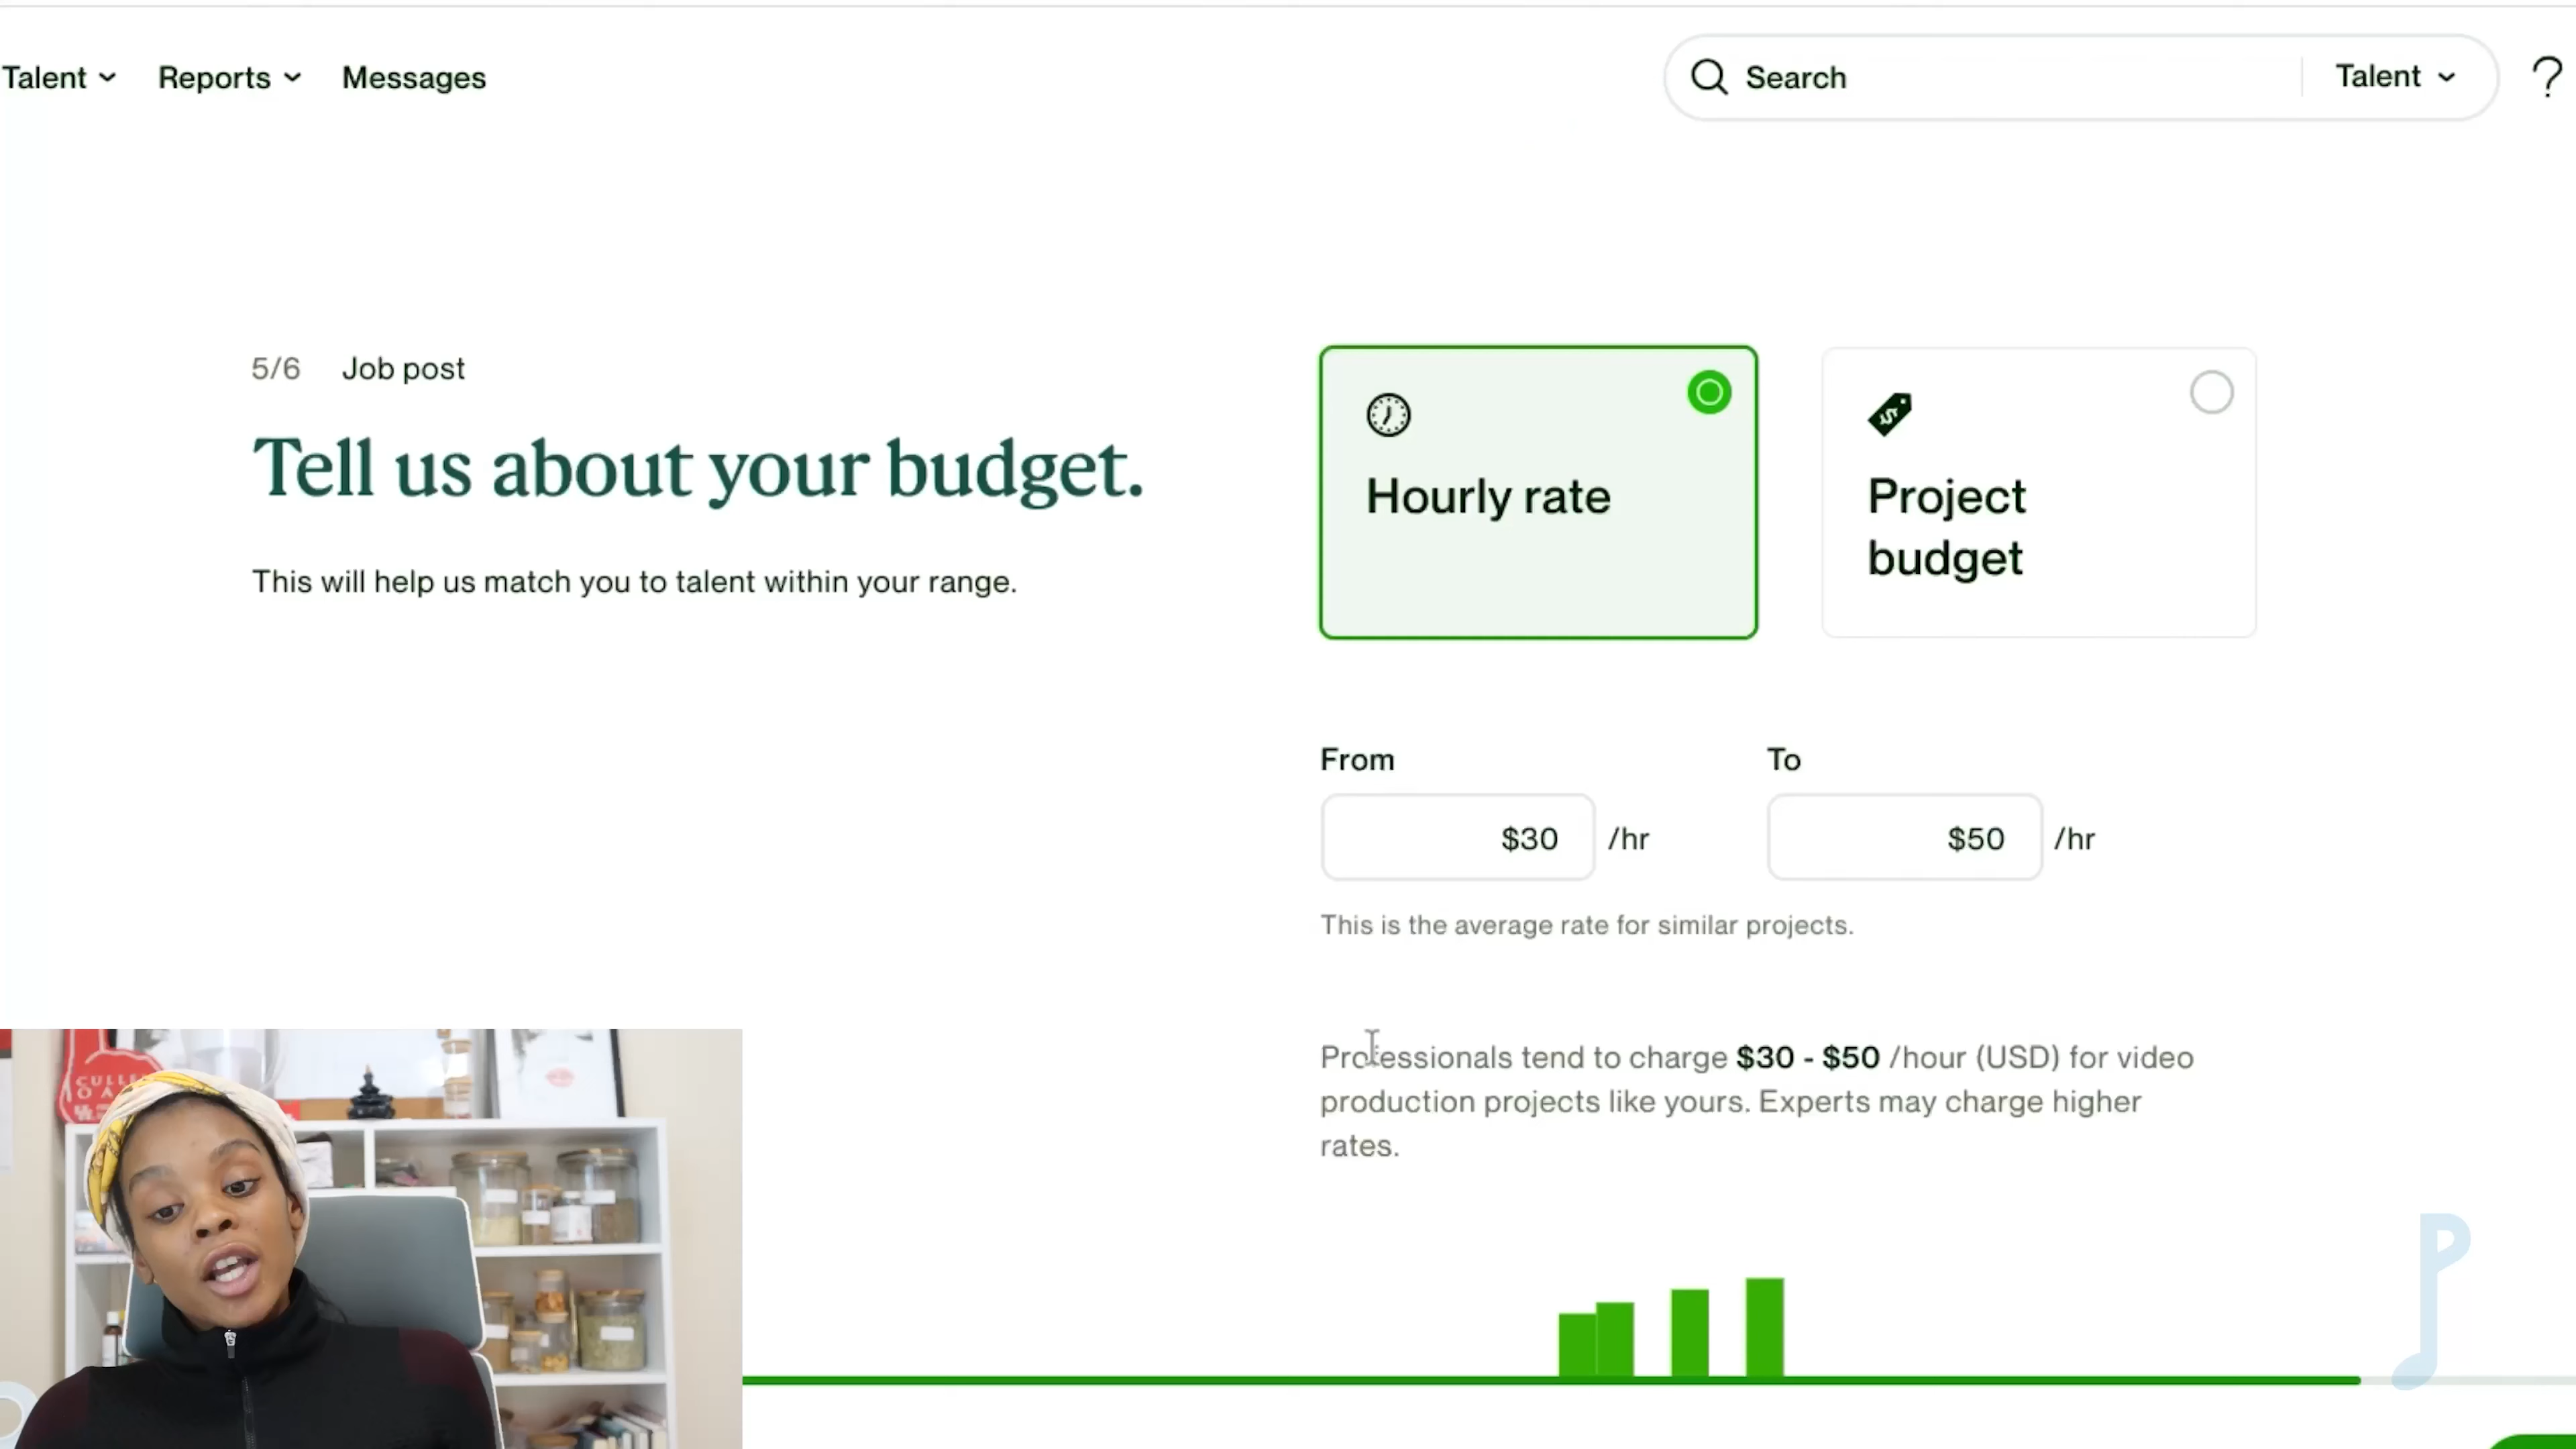 Talent
Reports
Messages
Search
Talent
?
5/6 Job post
Tell us about your budget.
This will help us match you to talent within your range.
Hourly rate
Project
budget
From
To
$30 /hr
$50 /hr
This is the average rate for similar projects.
Professionals tend to charge $30 - $50 /hour (USD) for video
production projects like yours. Experts may charge higher
rates.
CULLE
OA